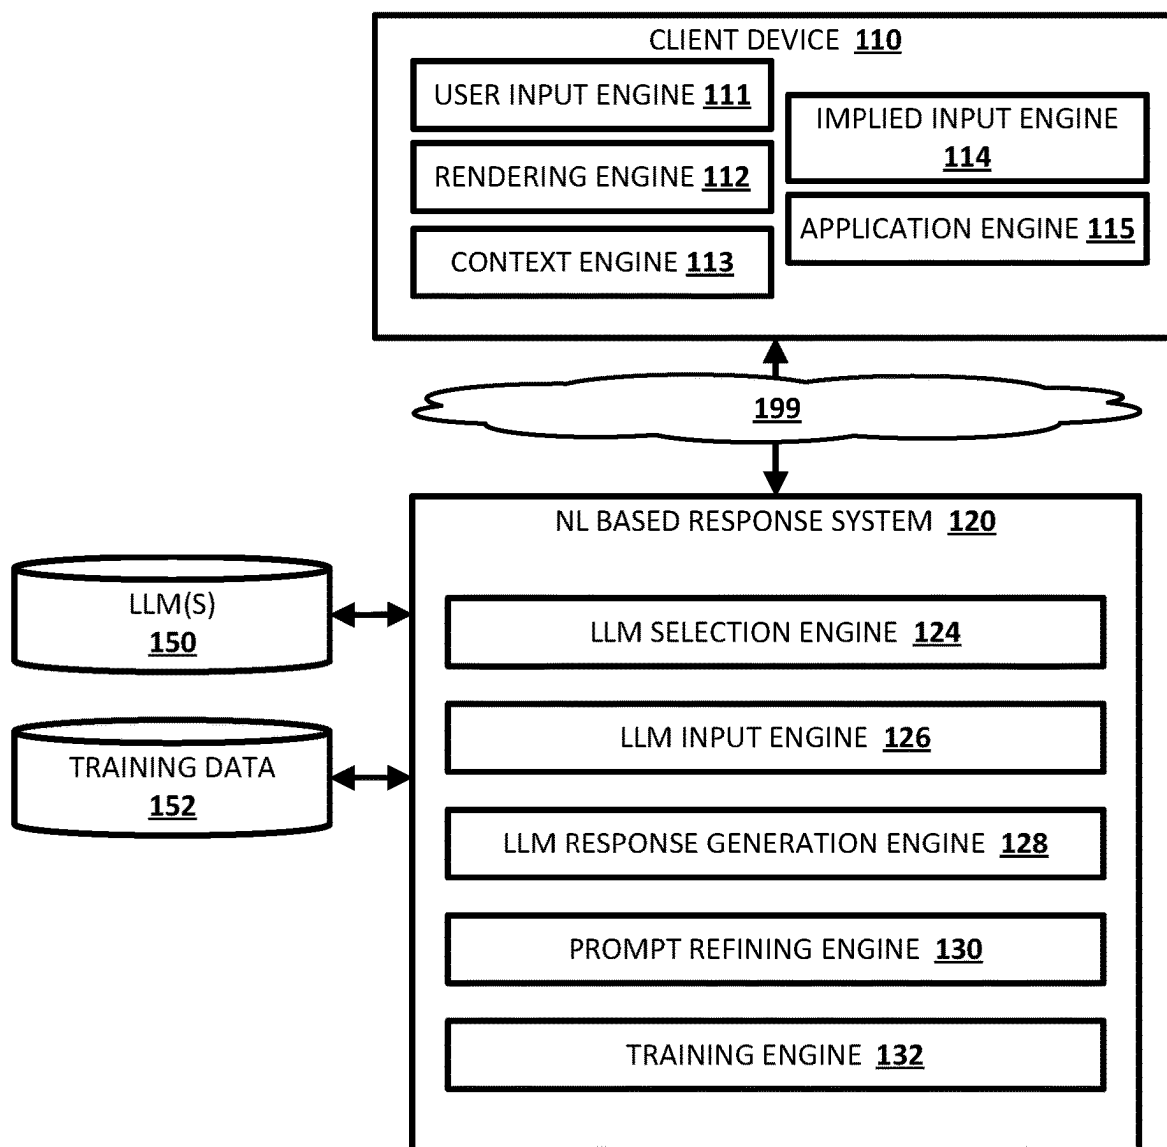 CLIENT DEVICE 110
USER INPUT ENGINE 111
RENDERING ENGINE 112
CONTEXT ENGINE 113
IMPLIED INPUT ENGINE
114
APPLICATION ENGINE 115
199
NL BASED RESPONSE SYSTEM 120
LLM(S)
150
TRAINING DATA
152
LLM SELECTION ENGINE 124
LLM INPUT ENGINE 126
LLM RESPONSE GENERATION ENGINE 128
PROMPT REFINING ENGINE 130
TRAINING ENGINE 132